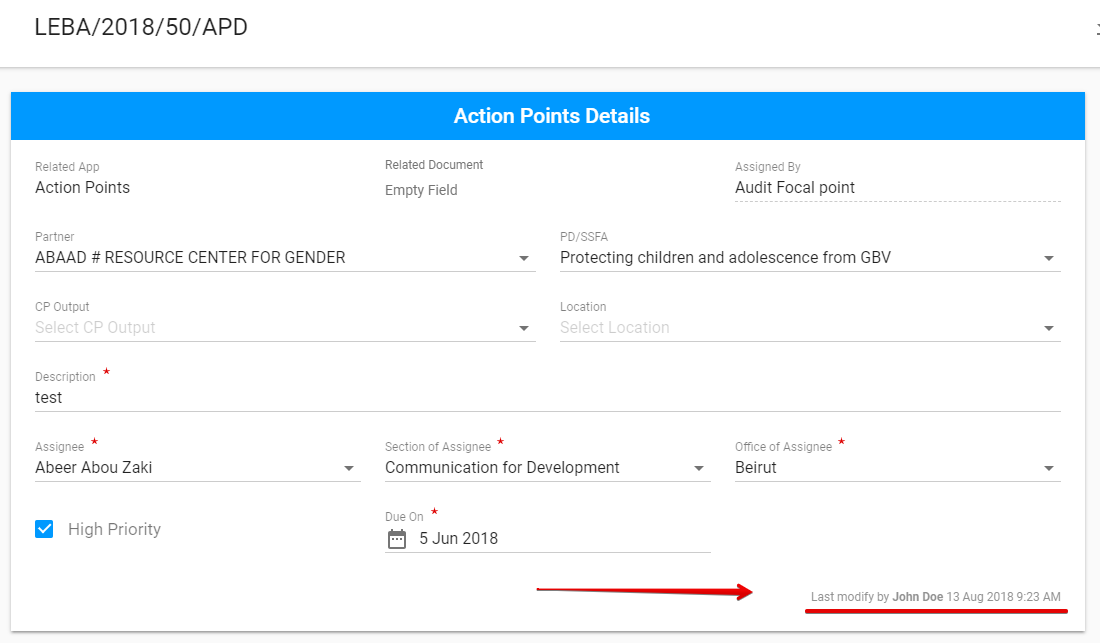 LEBA/2018/50/APD
Action Points Details
Related App
Related Document
Assigned By
Action Points
Empty Field
Audit Focal point
Partner
PD/SSFA
ABAAD # RESOURCE CENTER FOR GENDER
Protecting children and adolescence from GBV
CP Output
Location
Select CP Output
Select Location
Description *
test
Assignee *
Section of Assignee *
Office of Assignee *
Abeer Abou Zaki
Communication for Development
Beirut
High Priority
Due On *
5 Jun 2018
Last modify by John Doe 13 Aug 2018 9:23 AM